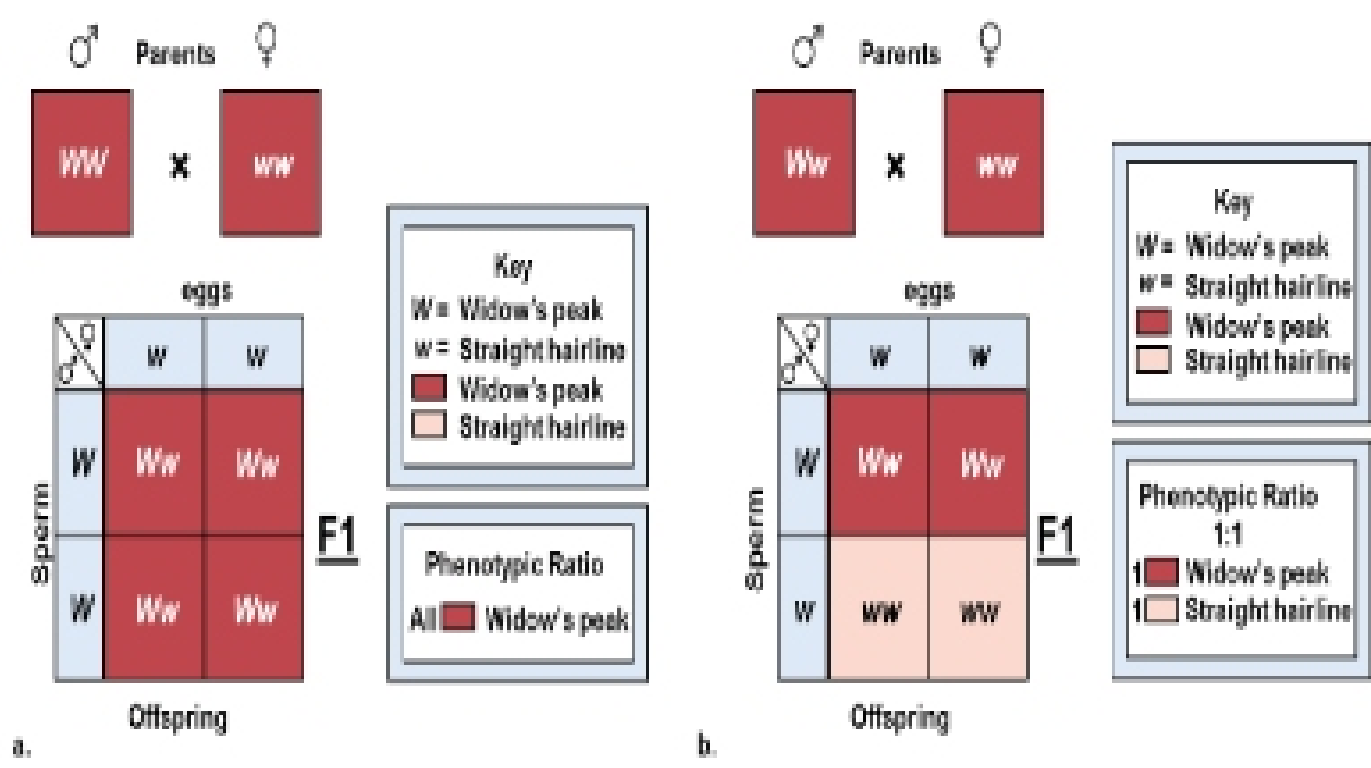 ♂ Parents ♀
WW x ww
eggs
w w
W Ww Ww
W Ww Ww
Sperm
F1
Offspring
a.
Key
W = Widow's peak
w = Straight hairline
Widow's peak
Straight hairline
Phenotypic Ratio
All Widow's peak
♂ Parents ♀
Ww x ww
eggs
w w
W Ww Ww
w ww ww
Sperm
F1
Offspring
b.
Key
W = Widow's peak
w = Straight hairline
Widow's peak
Straight hairline
Phenotypic Ratio
1:1
1 Widow's peak
1 Straight hairline